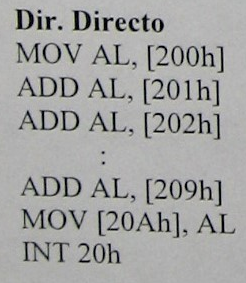 Dir. Directo
MOV AL, [200h]
ADD AL, [201h]
ADD AL, [202h]
:
ADD AL, [209h]
MOV [20Ah], AL
INT 20h